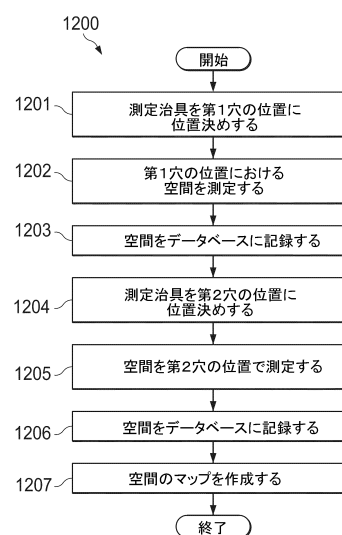 1200
開始
1201
測定治具を第1穴の位置に
位置決めする
1202
第1穴の位置における
空間を測定する
1203
空間をデータベースに記録する
1204
測定治具を第2穴の位置に
位置決めする
1205
空間を第2穴の位置で測定する
1206
空間をデータベースに記録する
1207
空間のマップを作成する
終了